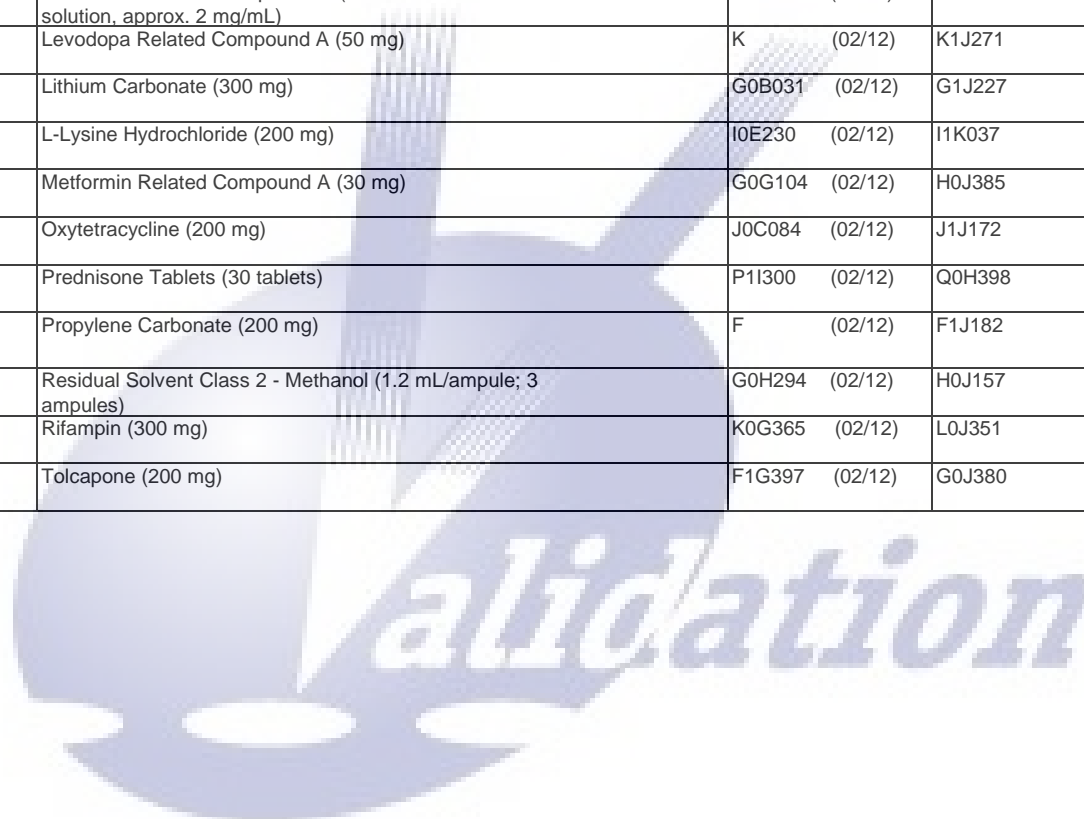 solution, approx. 2 mg/mL)
Levodopa Related Compound A (50 mg) K (02/12) K1J271
Lithium Carbonate (300 mg) G0B031 (02/12) G1J227
L-Lysine Hydrochloride (200 mg) I0E230 (02/12) I1K037
Metformin Related Compound A (30 mg) G0G104 (02/12) H0J385
Oxytetracycline (200 mg) J0C084 (02/12) J1J172
Prednisone Tablets (30 tablets) P1I300 (02/12) Q0H398
Propylene Carbonate (200 mg) F (02/12) F1J182
Residual Solvent Class 2 - Methanol (1.2 mL/ampule; 3 G0H294 (02/12) H0J157
ampules)
Rifampin (300 mg) K0G365 (02/12) L0J351
Tolcapone (200 mg) F1G397 (02/12) G0J380
Validation